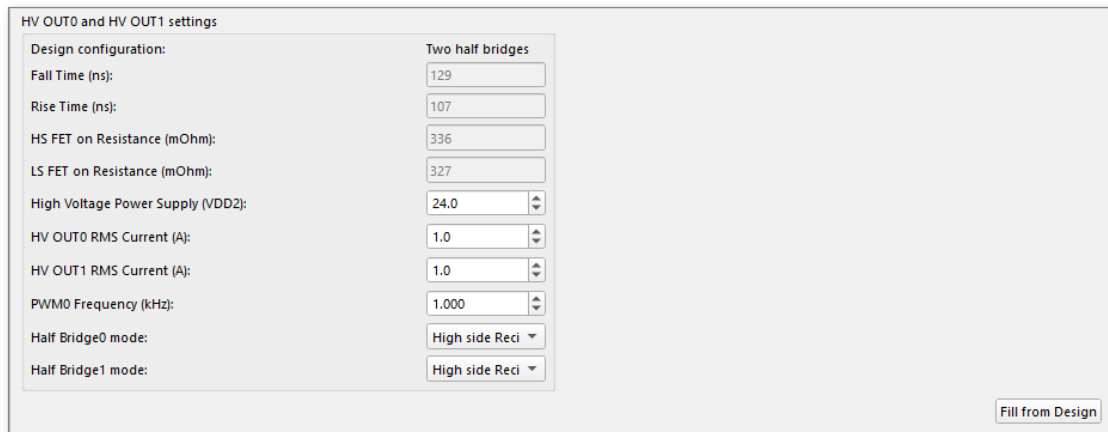 HV OUT0 and HV OUT1 settings
Design configuration: Two half bridges
Fall Time (ns): 129
Rise Time (ns): 107
HS FET on Resistance (mOhm): 336
LS FET on Resistance (mOhm): 327
High Voltage Power Supply (VDD2): 24.0
HV OUT0 RMS Current (A): 1.0
HV OUT1 RMS Current (A): 1.0
PWM0 Frequency (kHz): 1.000
Half Bridge0 mode: High side Reci
Half Bridge1 mode: High side Reci
Fill from Design